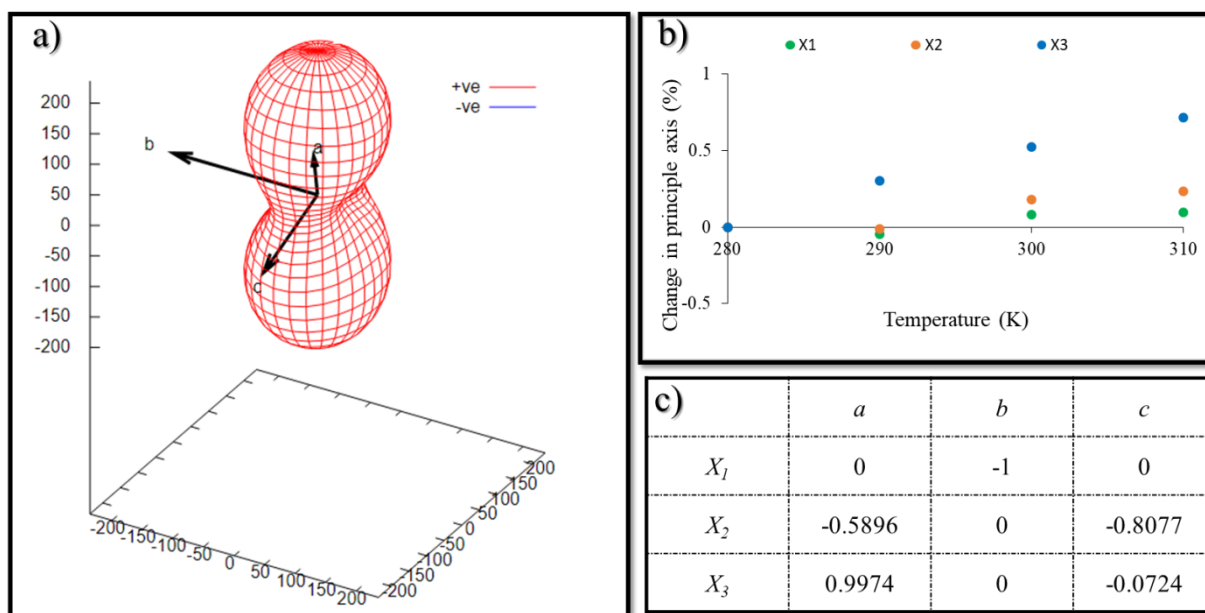 a)
+ve
-ve
200
150
100
50
0
-50
-100
-150
-200
a
b
c
-200 -150 -100 -50 0 50 100 150 200
-200 -150 -100 -50 0 50 100 150 200
b)
X1 X2 X3
Change in principle axis (%)
1
0.5
0
-0.5
280 290 300 310
Temperature (K)
c)
a b c
X1 0 -1 0
X2 -0.5896 0 -0.8077
X3 0.9974 0 -0.0724